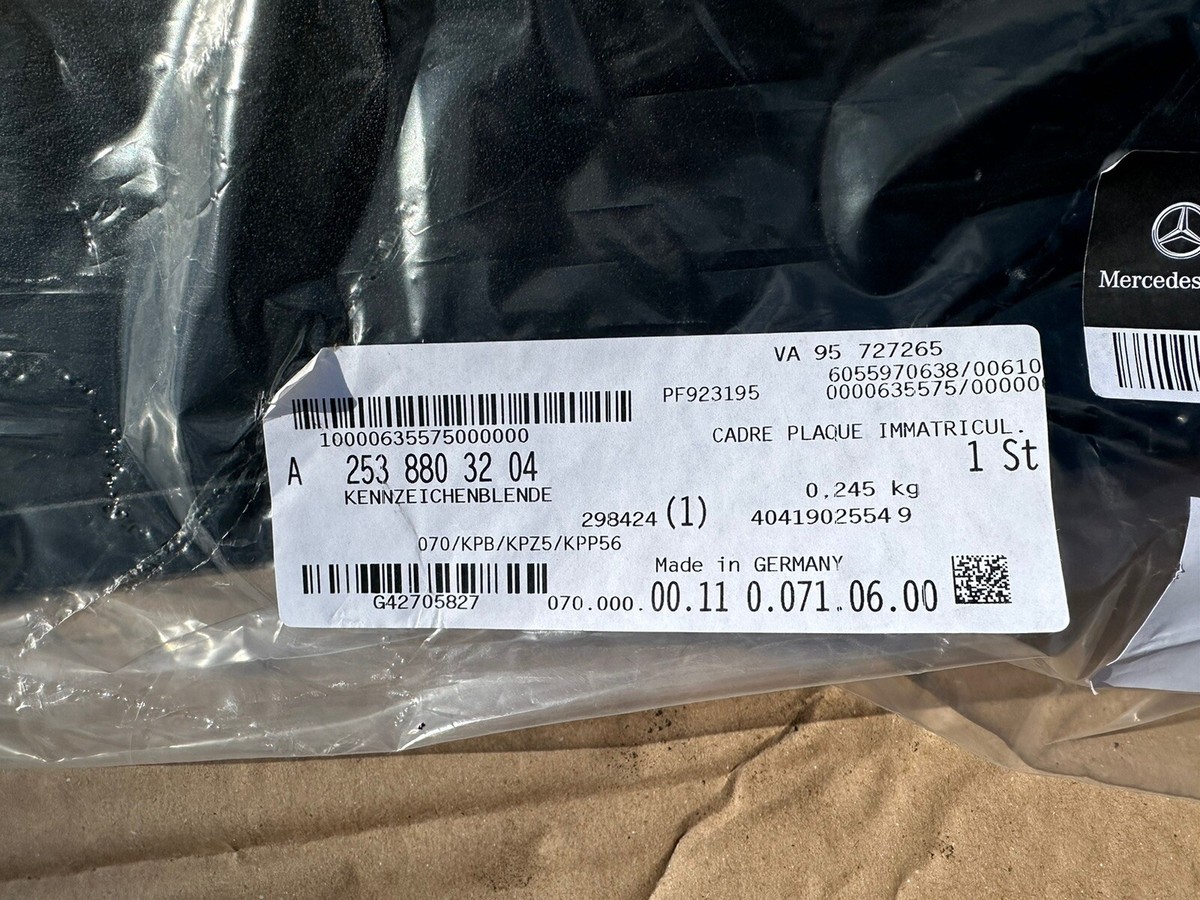 VA 95 727265
6055970638/00610
PF923195
0000635575/00000
10000635575000000
CADRE PLAQUE IMMATRICUL.
A 253 880 32 04
1 St
KENNZEICHENBLENDE
0,245 kg
298424 (1) 4041902554 9
070/KPB/KPZ5/KPP56
Made in GERMANY
G42705827
070.000.00.11 0.071.06.00
Mercedes